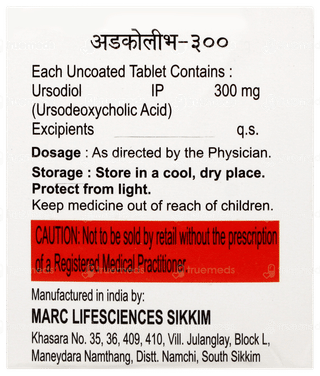 अडकोलीभ-३००
Each Uncoated Tablet Contains :
Ursodiol IP 300 mg
(Ursodeoxycholic Acid)
Excipients q.s.
Dosage : As directed by the Physician.
Storage : Store in a cool, dry place.
Protect from light.
Keep medicine out of reach of children.
CAUTION: Not to be sold by retail without the prescription
of a Registered Medical Practitioner.
truemeds truemeds
Manufactured in india by:
MARC LIFESCIENCES SIKKIM
Khasara No. 35, 36, 409, 410, Vill. Julanglay, Block L,
Maneydara Namthang, Distt. Namchi, South Sikkim